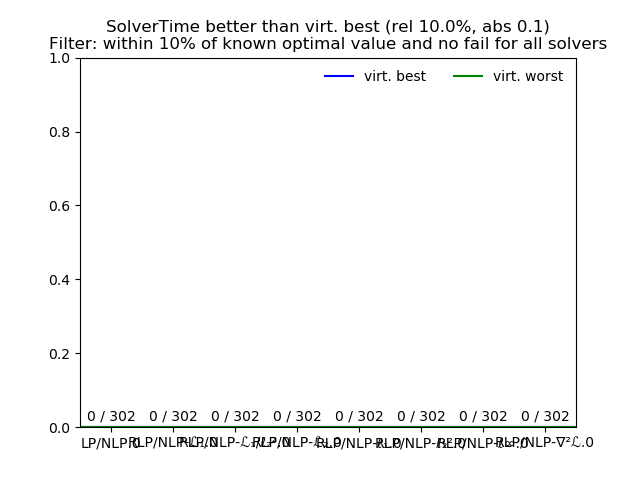 SolverTime better than virt. best (rel 10.0%, abs 0.1)
Filter: within 10% of known optimal value and no fail for all solvers
virt. best virt. worst
1.0
0.8
0.6
0.4
0.2
0.0
0 / 302 0 / 302 0 / 302 0 / 302 0 / 302 0 / 302 0 / 302 0 / 302
LP/NLP.0